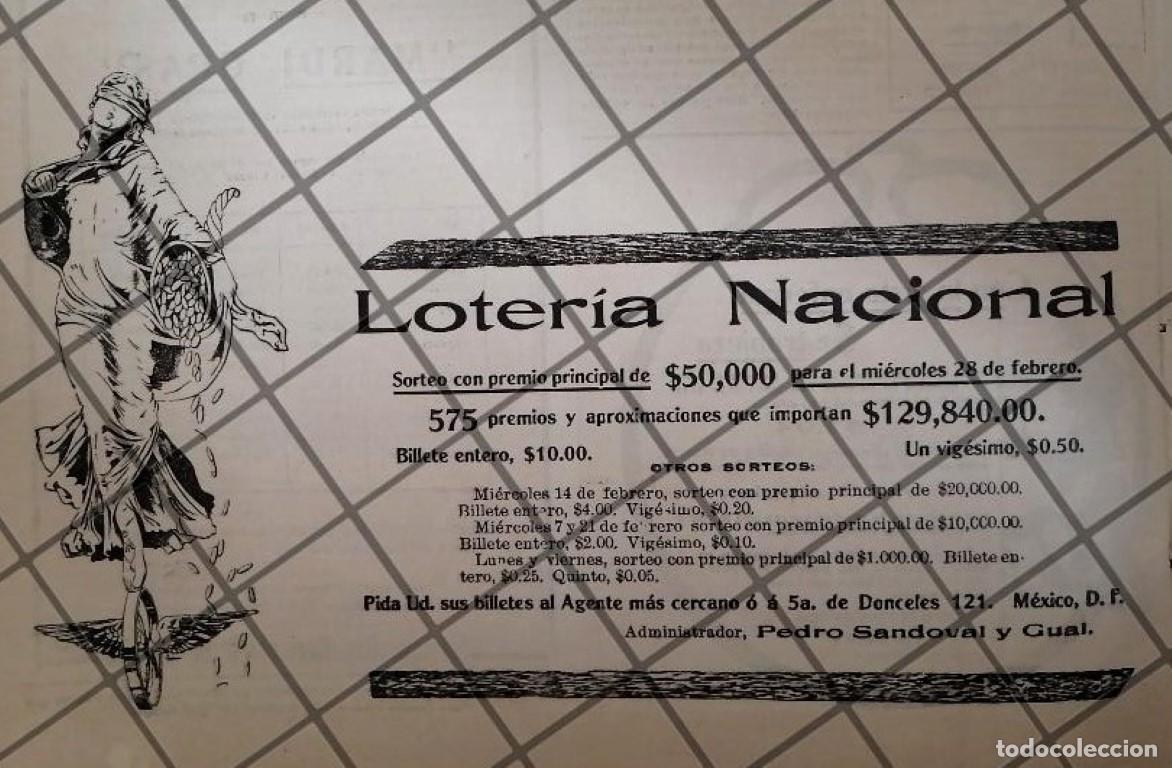 Lotería Nacional
Sorteo con premio principal de $50,000 para el miércoles 28 de febrero.
575 premios y aproximaciones que importan $129,840.00.
Billete entero, $10.00. Un vigésimo, $0.50.
OTROS SORTEOS:
Miércoles 14 de febrero, sorteo con premio principal de $20,000.00.
Billete entero, $4.00. Vigésimo, $0.20.
Miércoles 7 y 21 de febrero sorteo con premio principal de $10,000.00.
Billete entero, $2.00. Vigésimo, $0.10.
Lunes y viernes, sorteo con premio principal de $1.000.00. Billete en-
tero, $0.25. Quinto, $0.05.
Pida Ud. sus billetes al Agente más cercano ó á 5a. de Donceles 121. México, D. F.
Administrador, Pedro Sandoval y Gual.
todocoleccion